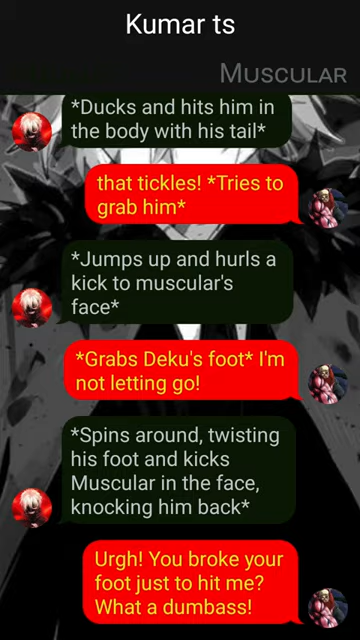 Kumar ts
MUSCULAR
*Ducks and hits him in
the body with his tail*
that tickles! *Tries to
grab him*
*Jumps up and hurls a
kick to muscular's
face*
*Grabs Deku's foot* I'm
not letting go!
*Spins around, twisting
his foot and kicks
Muscular in the face,
knocking him back*
Urgh! You broke your
foot just to hit me?
What a dumbass!